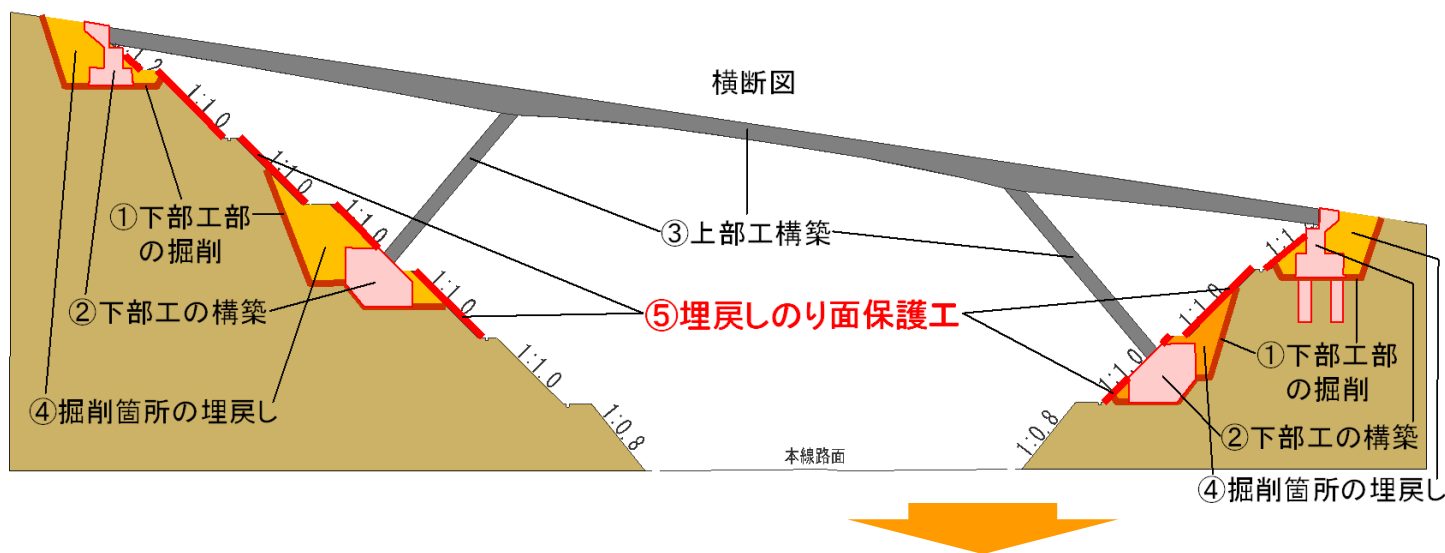 横断図
1:1.0
1:1.0
1:1.0
1:1.0
1:1.0
1:0.8
①下部工部
の掘削
②下部工の構築
④掘削箇所の埋戻し
③上部工構築
⑤埋戻しのり面保護工
本線路面
1:1.0
1:1.0
1:0.8
①下部工部
の掘削
②下部工の構築
④掘削箇所の埋戻し